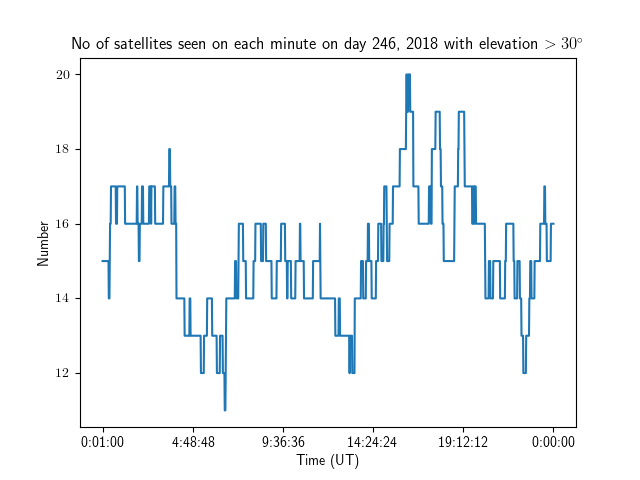 No of satellites seen on each minute on day 246, 2018 with elevation > 30°
20
18
16
14
12
Number
0:01:00 4:48:48 9:36:36 14:24:24 19:12:12 0:00:00
Time (UT)